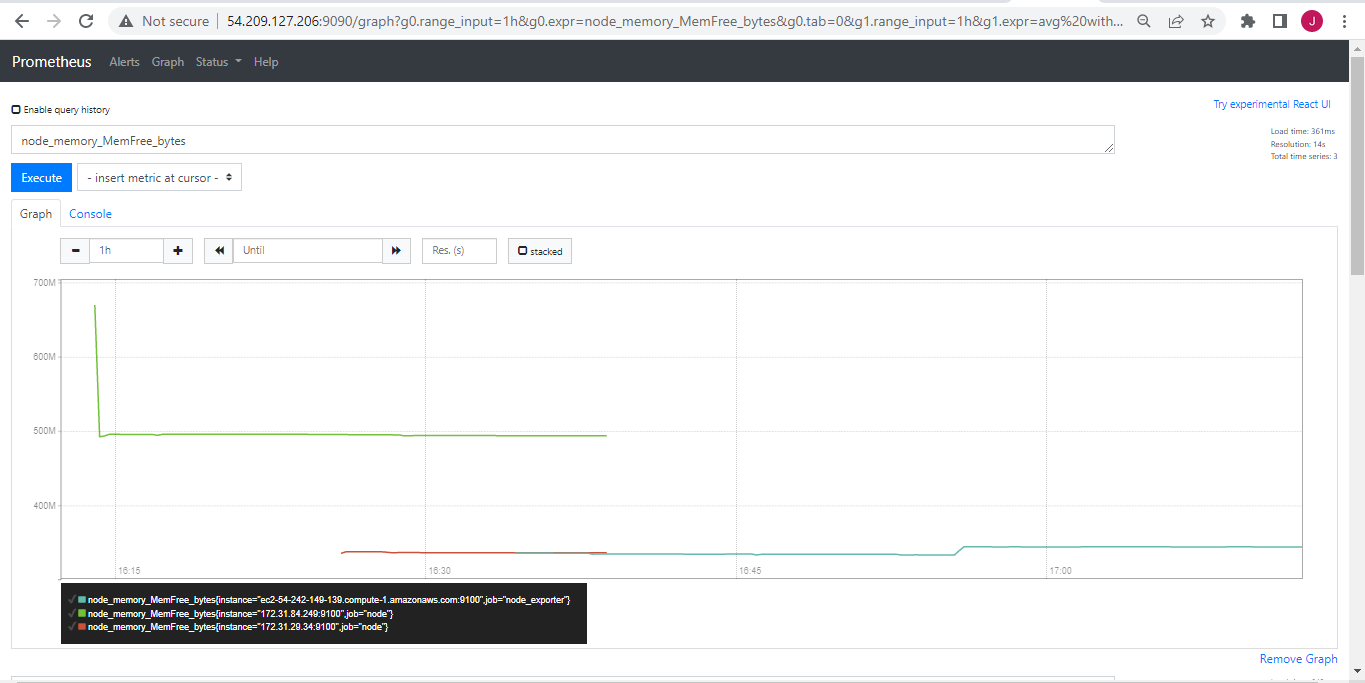 Not secure 54.209.127.206:9090/graph?g0.range_input=1h&g0.expr=node_memory_MemFree_bytes&g0.tab=0&g1.range_input=1h&g1.expr=avg%20with...
J
Prometheus Alerts Graph Status Help
Enable query history
Try experimental React UI
node_memory_MemFree_bytes
Load time: 361ms
Resolution: 14s
Total time series: 3
Execute - insert metric at cursor -
Graph Console
1h Until Res. (s) stacked
700M
600M
500M
400M
16:15 16:30 16:45 17:00
node_memory_MemFree_bytes{instance="ec2-54-242-149-139.compute-1.amazonaws.com:9100",job="node_exporter"}
node_memory_MemFree_bytes{instance="172.31.84.249:9100",job="node"}
node_memory_MemFree_bytes{instance="172.31.29.34:9100",job="node"}
Remove Graph